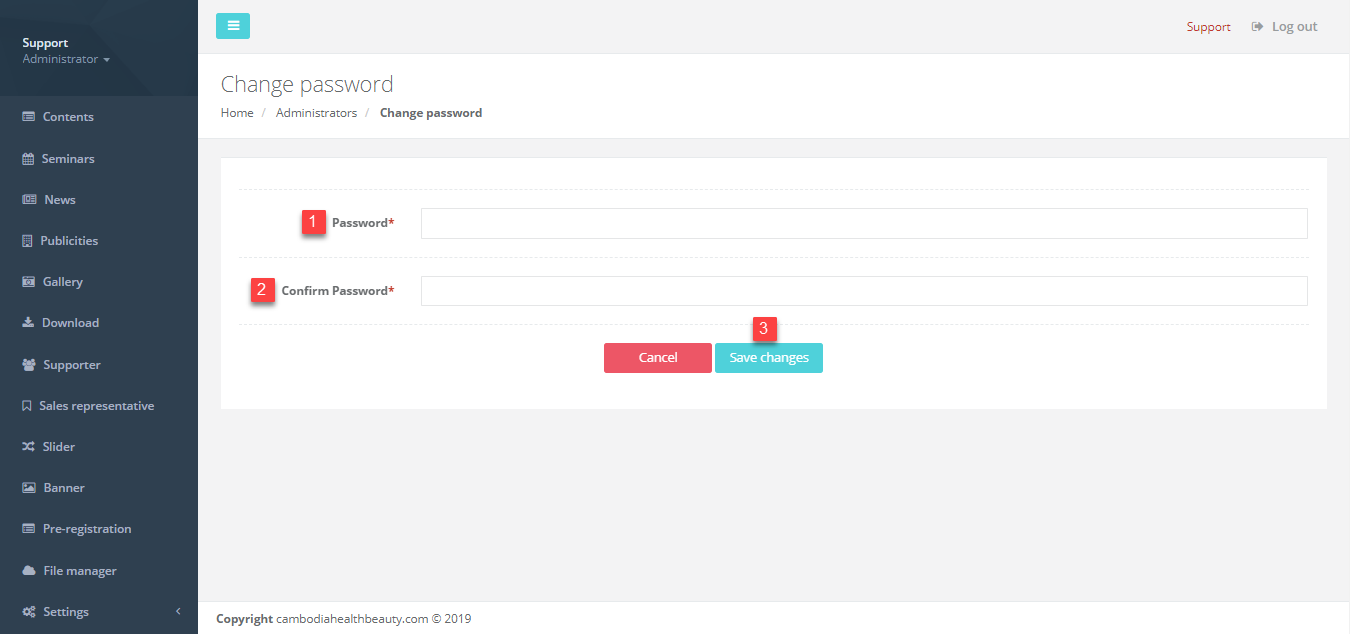 Support
Administrator
Contents
Seminars
News
Publicities
Gallery
Download
Supporter
Sales representative
Slider
Banner
Pre-registration
File manager
Settings
Support Log out
Change password
Home / Administrators / Change password
1 Password*
2 Confirm Password*
3
Cancel Save changes
Copyright cambodiahealthbeauty.com © 2019